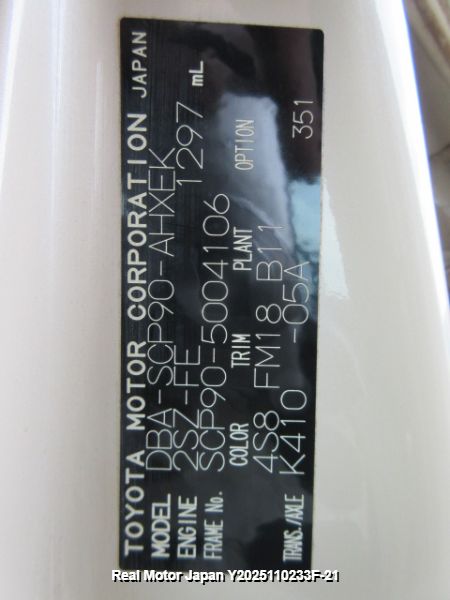 TOYOTA MOTOR CORPORATION JAPAN
MODEL DBA-SCP90-AHXEK
ENGINE 2SZ-FE 1297 mL
FRAME No. SCP90-5004106
COLOR TRIM PLANT OPTION
4S8 FM18 B11
TRANS./AXLE K410 -05A 351
Real Motor Japan Y2025110233F-21